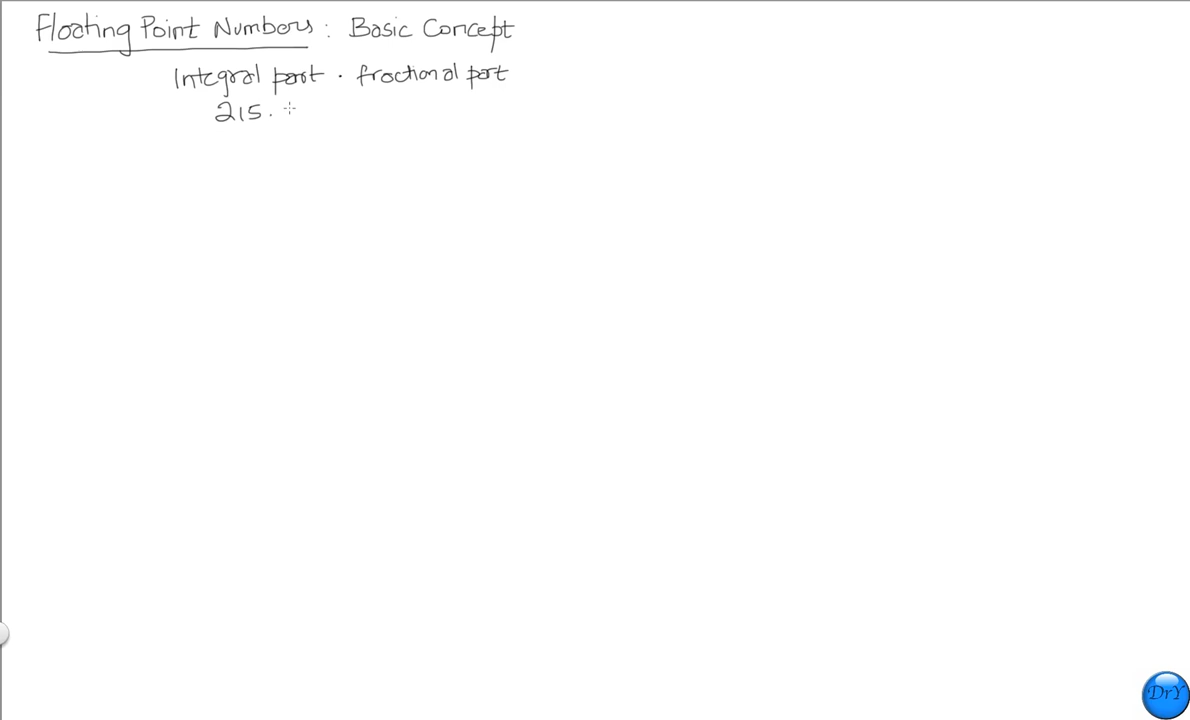 Floating Point Numbers : Basic Concept
Integral part . fractional part
215.
DrY